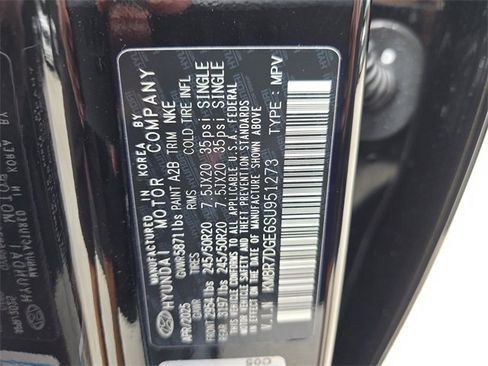 MANUFACTURED IN KOREA BY
HYUNDAI MOTOR COMPANY
APR/2025 GVWR5871lbs PAINT A2B TRIM NKE
GAWR TIRES COLD TIRE INFL
FRONT 2954lbs 245/50R20 7.5JX20 35psi SINGLE
REAR 3197lbs 245/50R20 7.5JX20 35psi SINGLE
THIS VEHICLE CONFORMS TO ALL APPLICABLE U.S.A. FEDERAL
MOTOR VEHICLE SAFETY, BUMPER AND THEFT PREVENTION STANDARDS
IN EFFECT ON THE DATE OF MANUFACTURE SHOWN ABOVE.
V.I.N: KM8R7DGE6SU951273 TYPE: MPV
C05